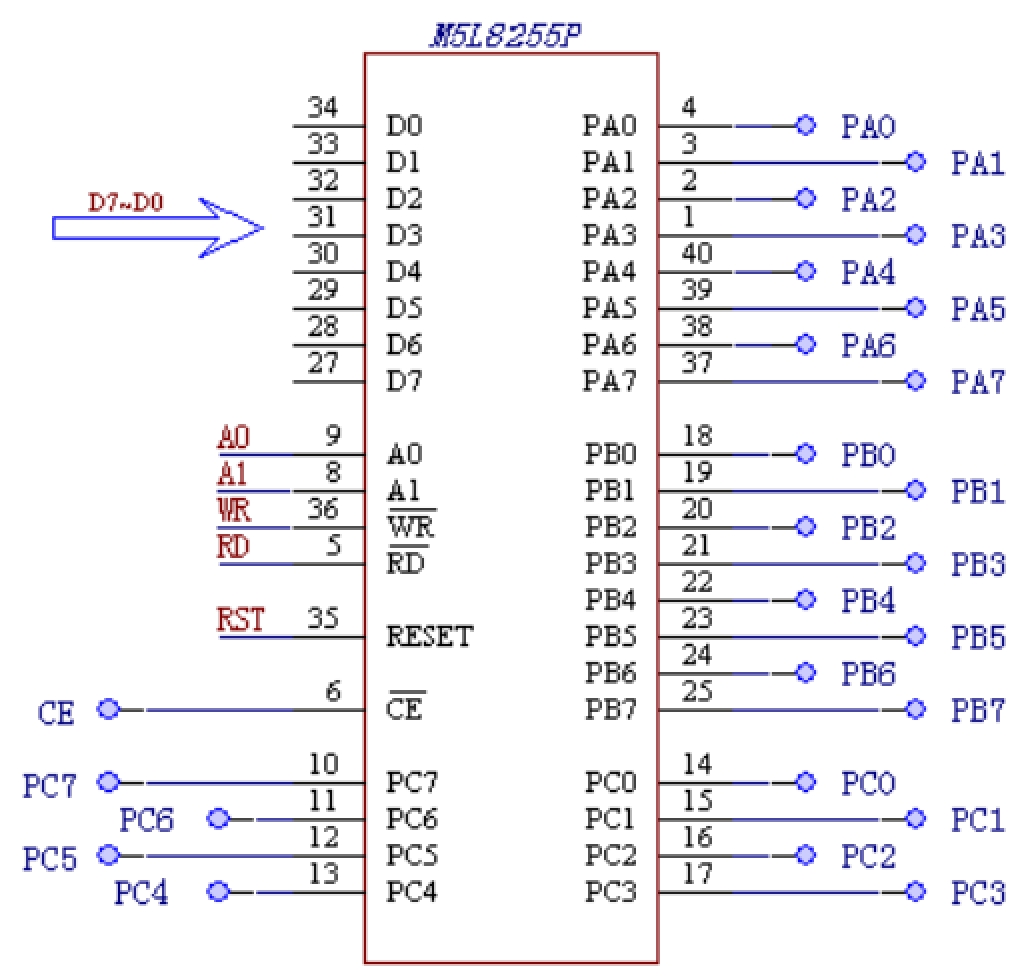 M5L8255P
34 D0 PA0 4 PA0
33 D1 PA1 3 PA1
32 D2 PA2 2 PA2
D7~D0
31 D3 PA3 1 PA3
30 D4 PA4 40 PA4
29 D5 PA5 39 PA5
28 D6 PA6 38 PA6
27 D7 PA7 37 PA7
A0 9 A0 PB0 18 PB0
A1 8 A1 PB1 19 PB1
WR 36 WR PB2 20 PB2
RD 5 RD PB3 21 PB3
PB4 22 PB4
RST 35 RESET PB5 23 PB5
PB6 24 PB6
CE 6 CE PB7 25 PB7
PC7 10 PC7 PC0 14 PC0
PC6 11 PC6 PC1 15 PC1
PC5 12 PC5 PC2 16 PC2
PC4 13 PC4 PC3 17 PC3